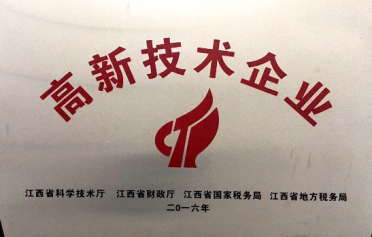 高新技术企业
江西省科学技术厅 江西省财政厅 江西省国家税务局 江西省地方税务局
二〇一六年